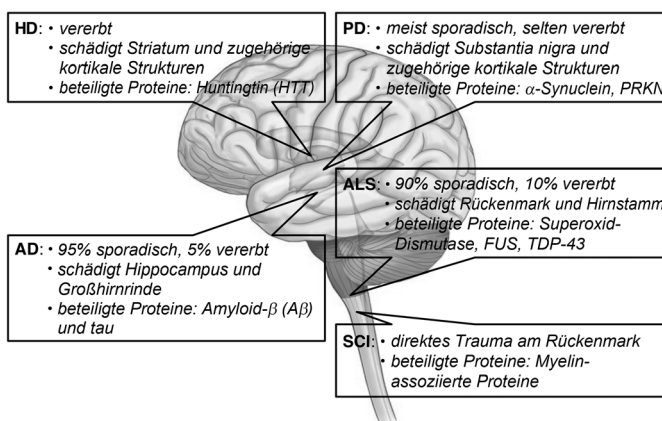 HD: • vererbt
• schädigt Striatum und zugehörige
kortikale Strukturen
• beteiligte Proteine: Huntingtin (HTT)
PD: • meist sporadisch, selten vererbt
• schädigt Substantia nigra und
zugehörige kortikale Strukturen
• beteiligte Proteine: α-Synuclein, PRKN
ALS: • 90% sporadisch, 10% vererbt
• schädigt Rückenmark und Hirnstamm
• beteiligte Proteine: Superoxid-
Dismutase, FUS, TDP-43
AD: • 95% sporadisch, 5% vererbt
• schädigt Hippocampus und
Großhirnrinde
• beteiligte Proteine: Amyloid-β (Aβ)
und tau
SCI: • direktes Trauma am Rückenmark
• beteiligte Proteine: Myelin-
assoziierte Proteine